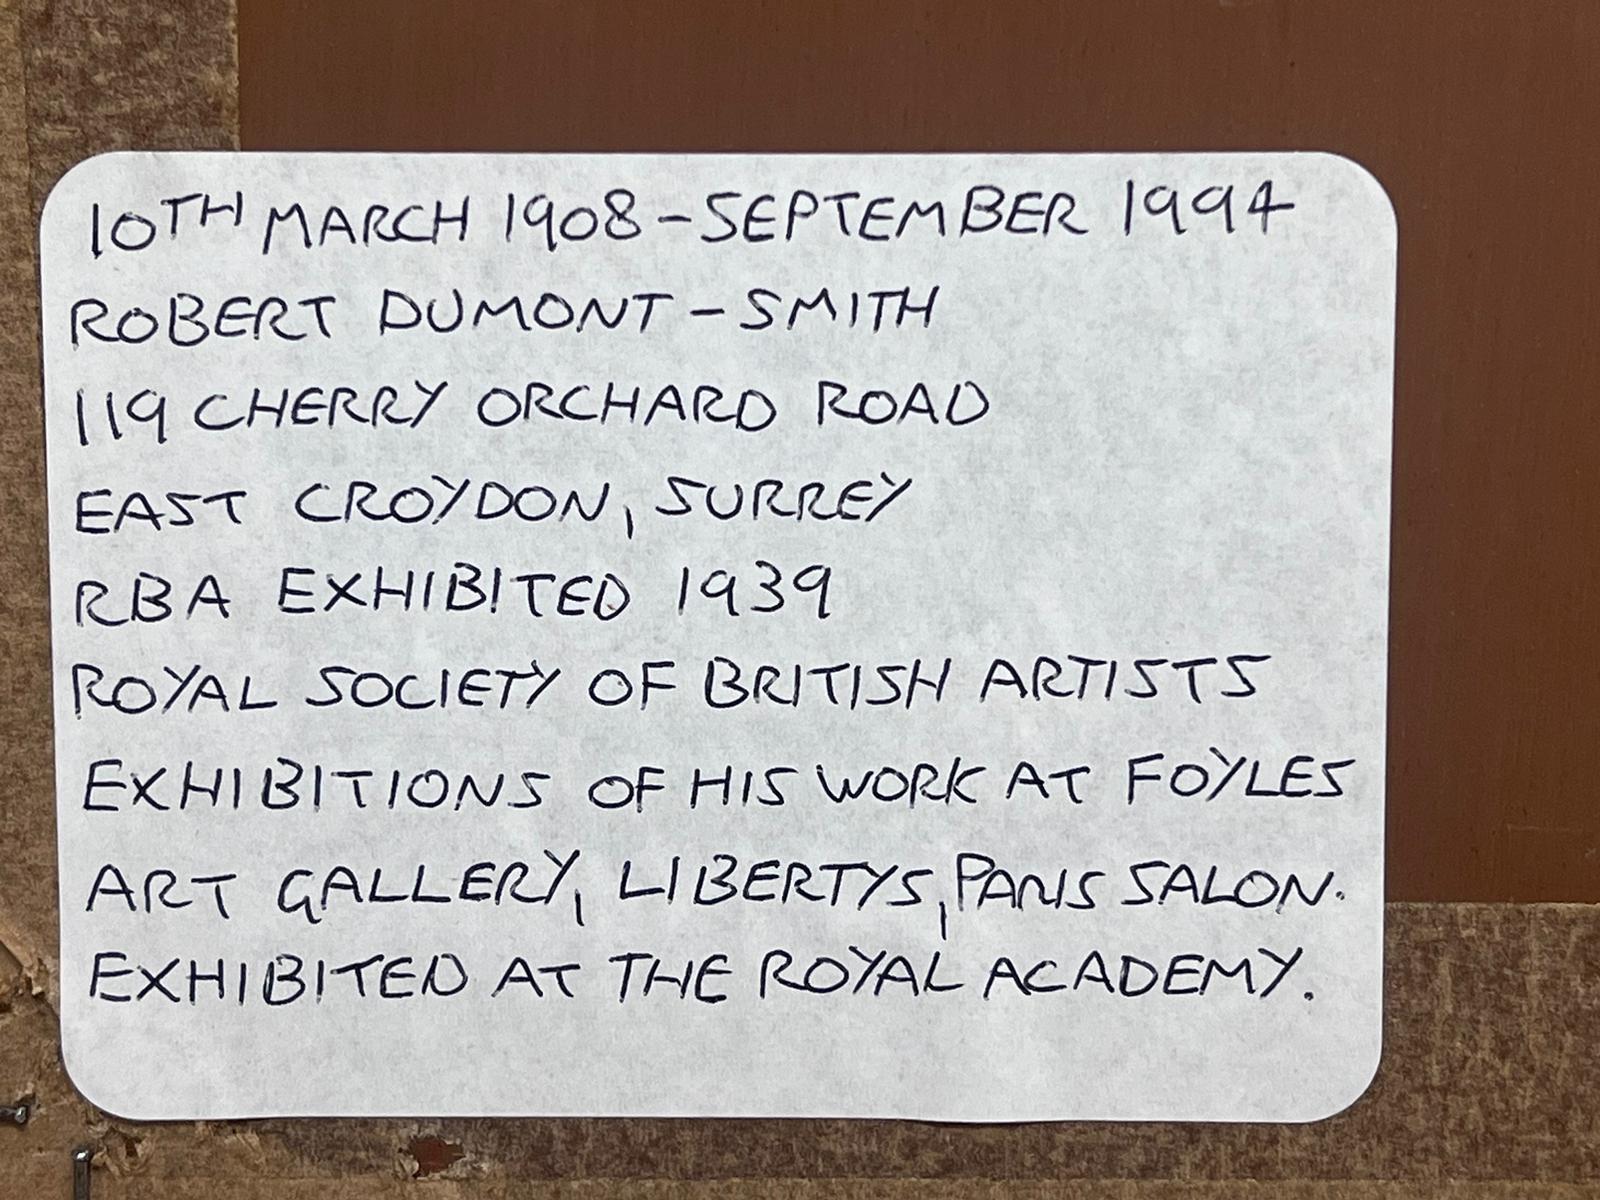 10TH MARCH 1908-SEPTEMBER 1994
ROBERT DUMONT-SMITH
119 CHERRY ORCHARD ROAD
EAST CROYDON, SURREY
RBA EXHIBITED 1939
ROYAL SOCIETY OF BRITISH ARTISTS
EXHIBITIONS OF HIS WORK AT FOYLES
ART GALLERY, LIBERTYS, PARIS SALON.
EXHIBITED AT THE ROYAL ACADEMY.